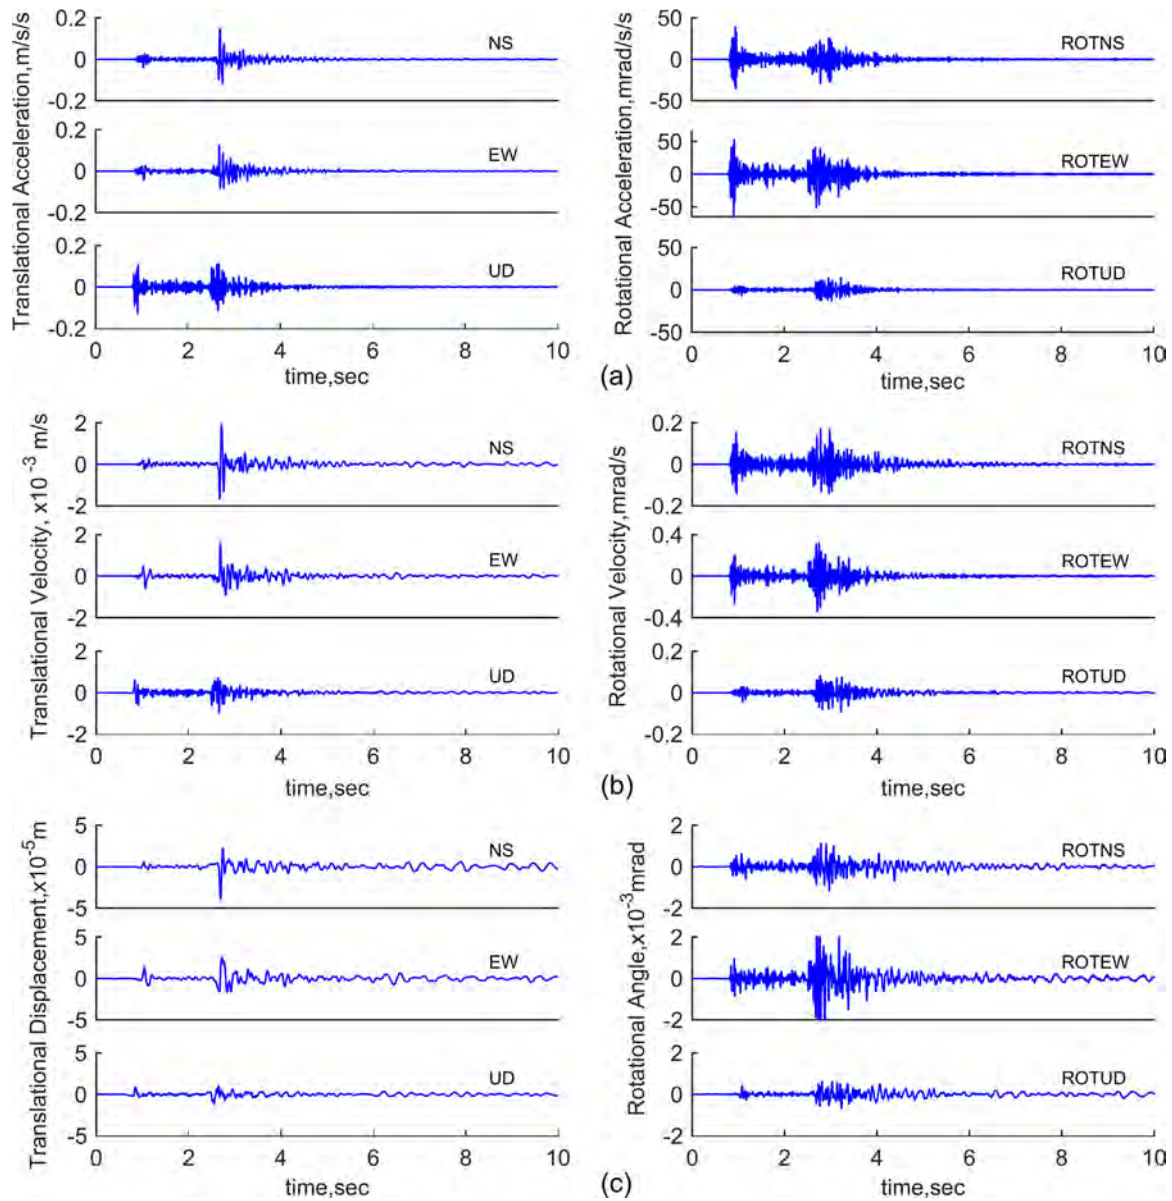 Translational Acceleration,m/s/s
0.2
0
-0.2
NS
0.2
0
-0.2
EW
0.2
0
-0.2
UD
0 2 4 6 8 10
time,sec
Rotational Acceleration,mrad/s/s
50
0
-50
ROTNS
50
0
-50
ROTEW
50
0
-50
ROTUD
0 2 4 6 8 10
time,sec
(a)
Translational Velocity, x10⁻³ m/s
2
0
-2
NS
2
0
-2
EW
2
0
-2
UD
0 2 4 6 8 10
time,sec
Rotational Velocity,mrad/s
0.2
0
-0.2
ROTNS
0.4
0
-0.4
ROTEW
0.2
0
-0.2
ROTUD
0 2 4 6 8 10
time,sec
(b)
Translational Displacement,x10⁻⁵m
5
0
-5
NS
5
0
-5
EW
5
0
-5
UD
0 2 4 6 8 10
time,sec
Rotational Angle,x10⁻³mrad
2
0
-2
ROTNS
2
0
-2
ROTEW
2
0
-2
ROTUD
0 2 4 6 8 10
time,sec
(c)